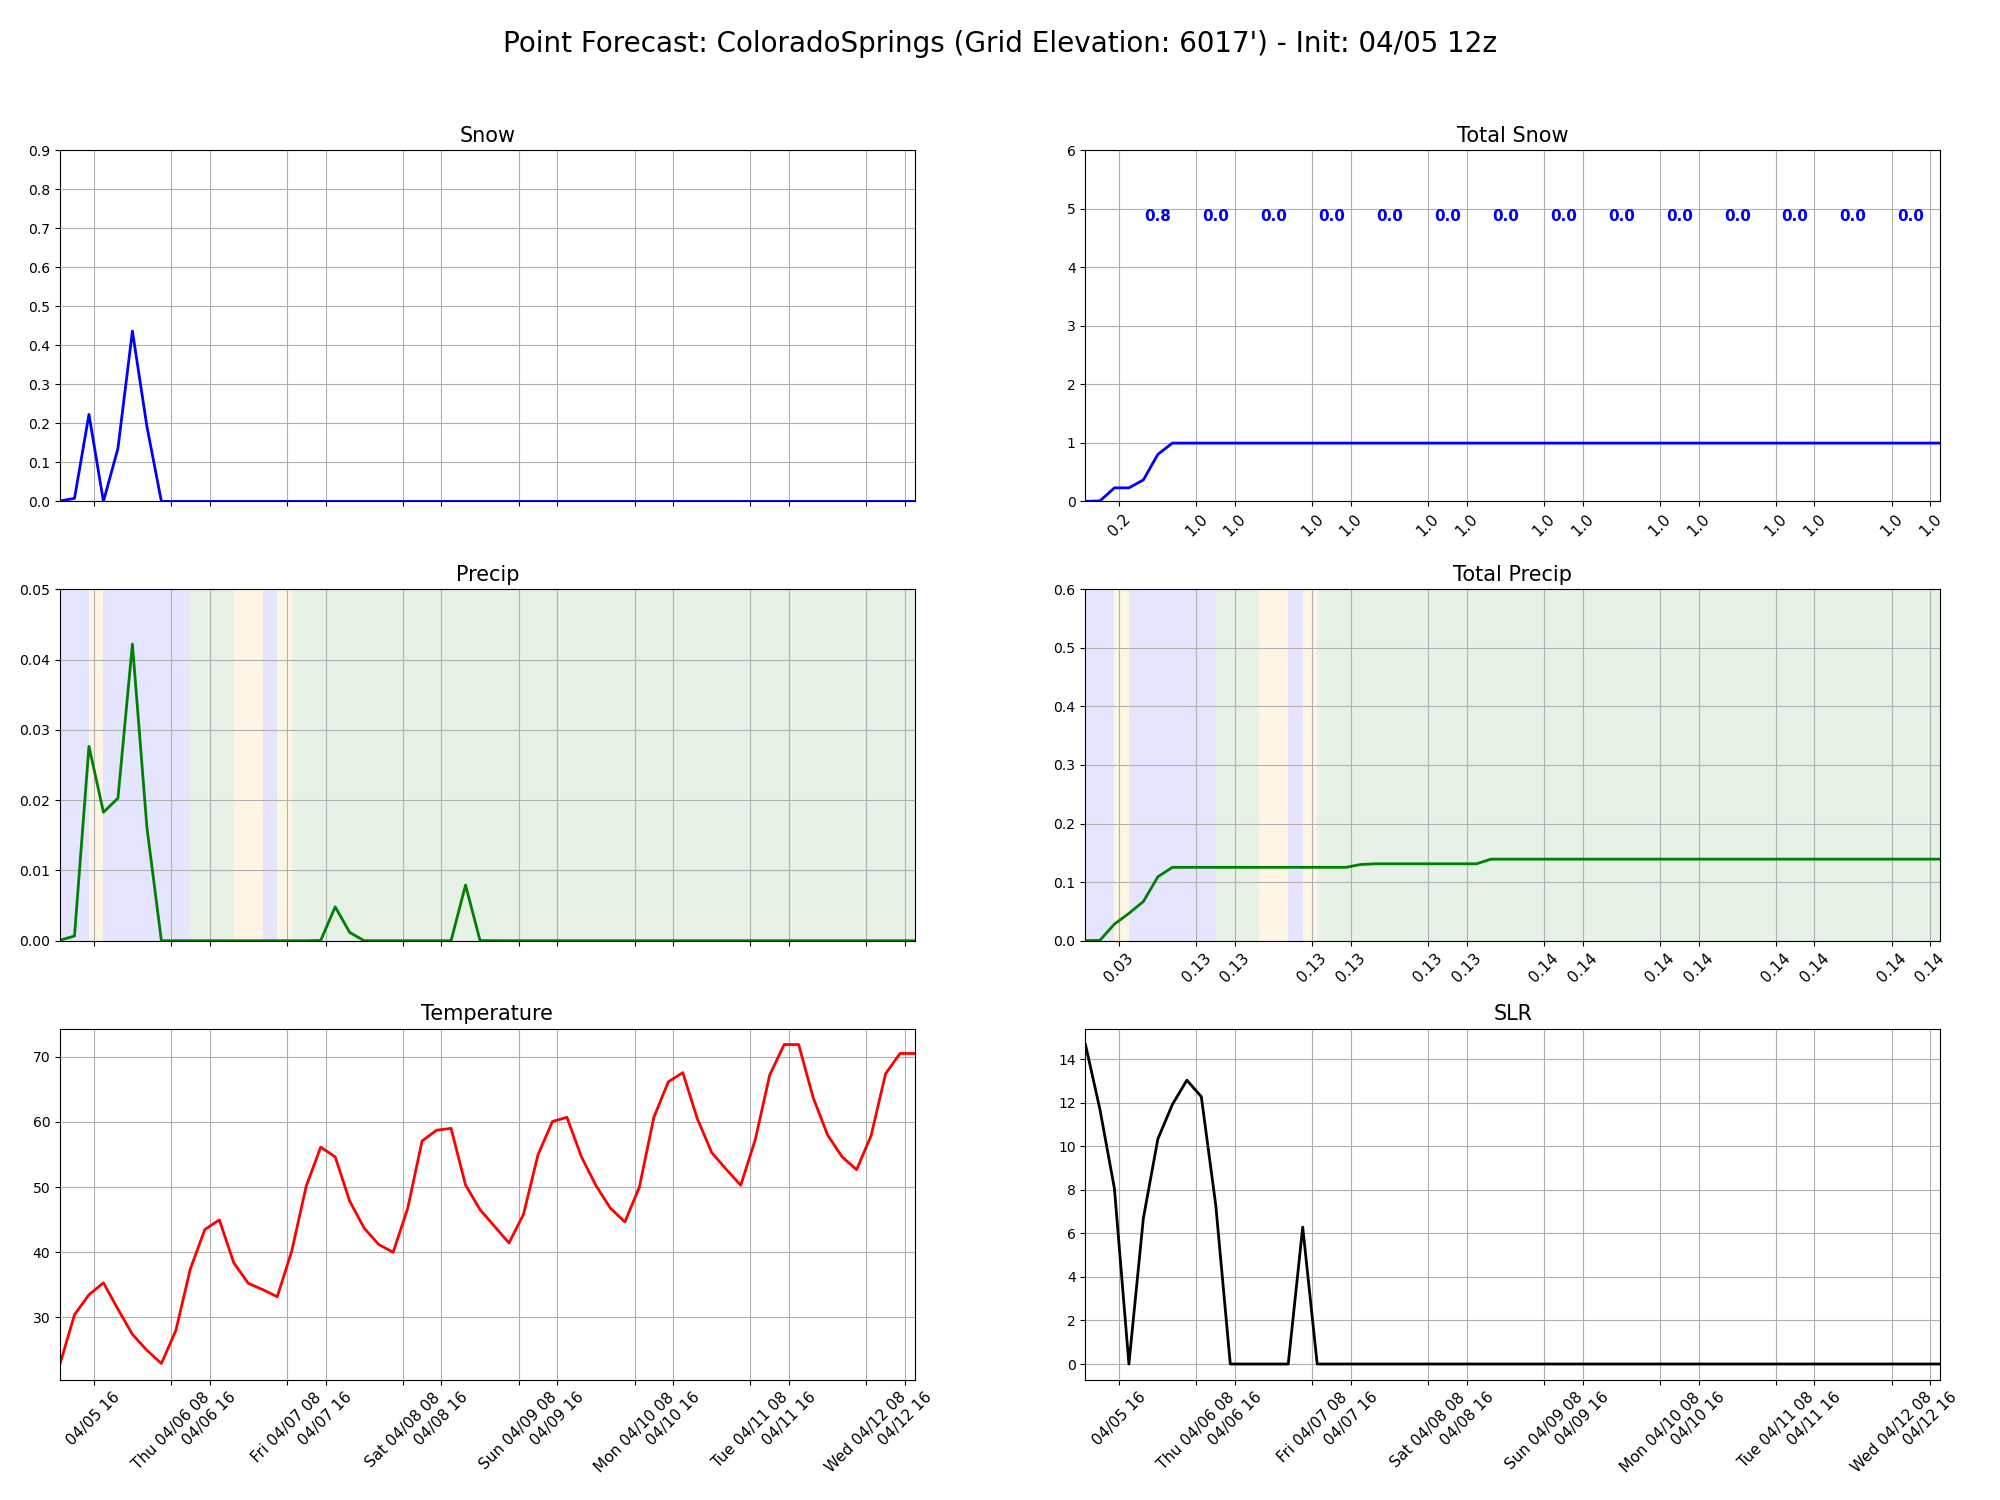 Point Forecast: ColoradoSprings (Grid Elevation: 6017') - Init: 04/05 12z
Snow
0.9
0.8
0.7
0.6
0.5
0.4
0.3
0.2
0.1
0.0
Total Snow
6
5
4
3
2
1
0
0.8 0.0 0.0 0.0 0.0 0.0 0.0 0.0 0.0 0.0 0.0 0.0 0.0 0.0
0.2 1.0 1.0 1.0 1.0 1.0 1.0 1.0 1.0 1.0 1.0 1.0 1.0 1.0 1.0
Precip
0.05
0.04
0.03
0.02
0.01
0.00
Total Precip
0.6
0.5
0.4
0.3
0.2
0.1
0.0
0.03 0.13 0.13 0.13 0.13 0.13 0.13 0.14 0.14 0.14 0.14 0.14 0.14 0.14 0.14
Temperature
70
60
50
40
30
04/05 16
Thu 04/06 08
04/06 16
Fri 04/07 08
04/07 16
Sat 04/08 08
04/08 16
Sun 04/09 08
04/09 16
Mon 04/10 08
04/10 16
Tue 04/11 08
04/11 16
Wed 04/12 08
04/12 16
SLR
14
12
10
8
6
4
2
0
04/05 16
Thu 04/06 08
04/06 16
Fri 04/07 08
04/07 16
Sat 04/08 08
04/08 16
Sun 04/09 08
04/09 16
Mon 04/10 08
04/10 16
Tue 04/11 08
04/11 16
Wed 04/12 08
04/12 16